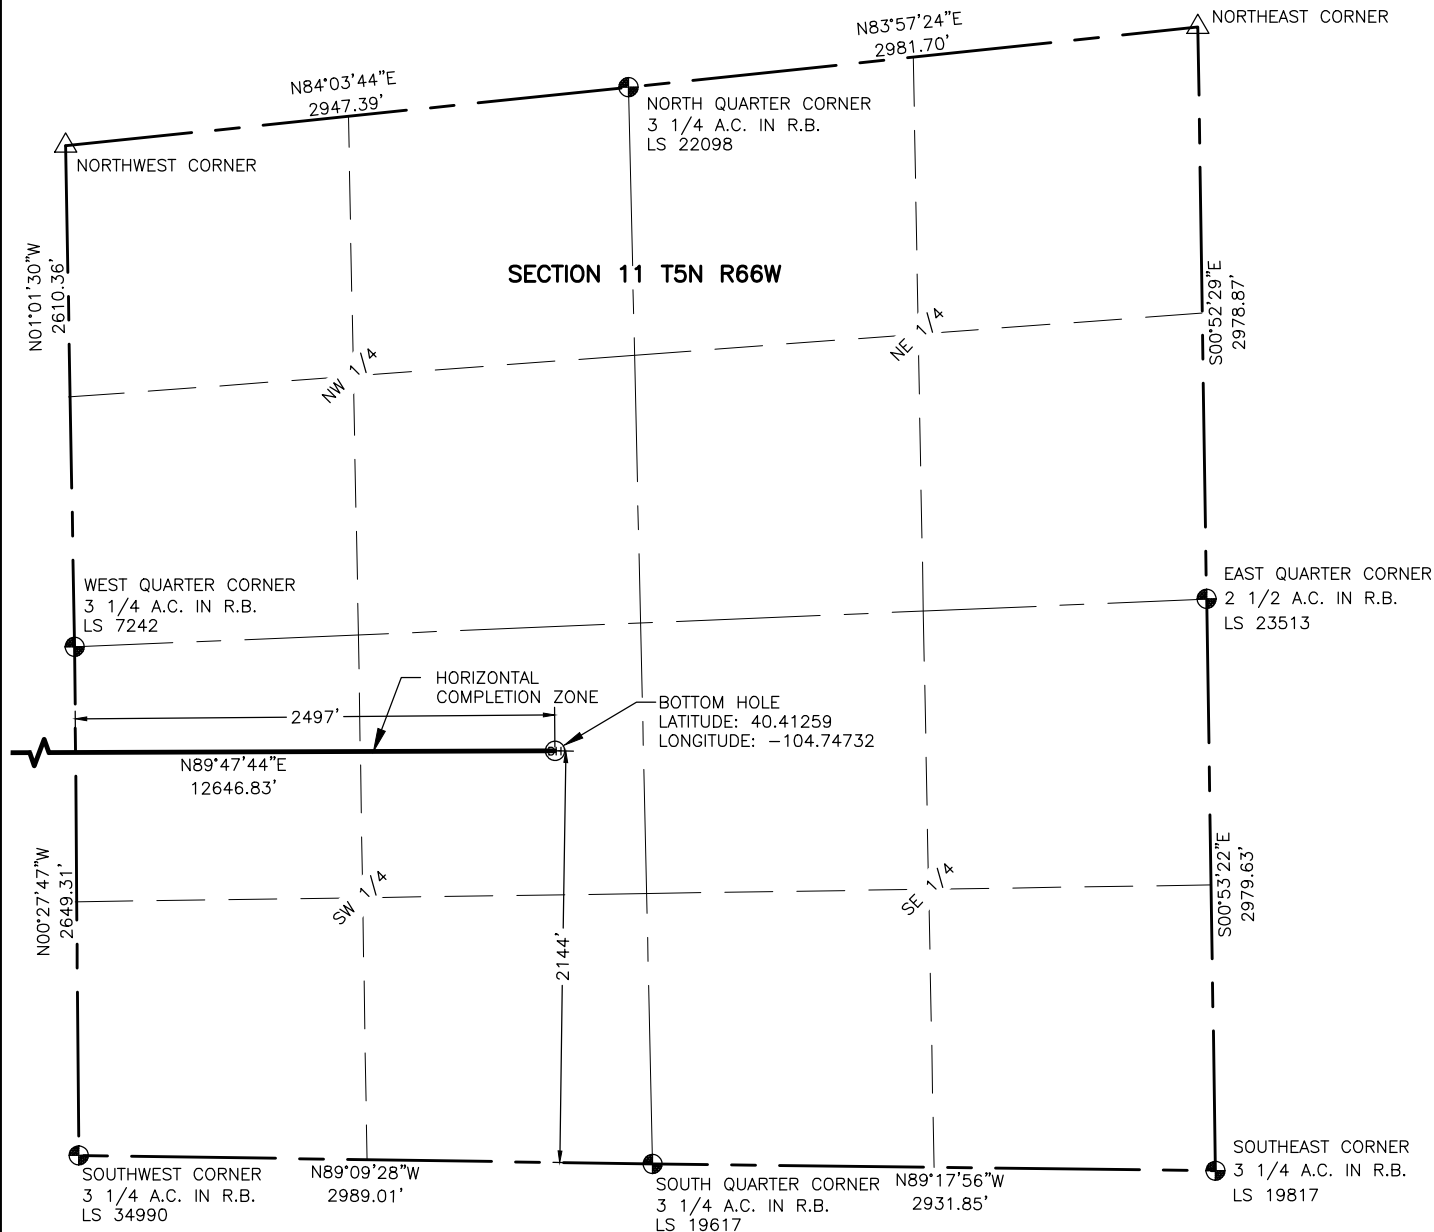 NORTHEAST CORNER
N83°57'24"E
2981.70'
N84°03'44"E
2947.39'
NORTH QUARTER CORNER
3 1/4 A.C. IN R.B.
LS 22098
NORTHWEST CORNER
N01°01'30"W
2610.36'
SECTION 11 T5N R66W
S00°52'29"E
2978.87'
NW 1/4
NE 1/4
WEST QUARTER CORNER
3 1/4 A.C. IN R.B.
LS 7242
EAST QUARTER CORNER
2 1/2 A.C. IN R.B.
LS 23513
HORIZONTAL
COMPLETION ZONE
2497'
BOTTOM HOLE
LATITUDE: 40.41259
LONGITUDE: -104.74732
BH
N89°47'44"E
12646.83'
N00°27'47"W
2649.31'
SW 1/4
SE 1/4
S00°53'22"E
2979.63'
2144'
SOUTHWEST CORNER
3 1/4 A.C. IN R.B.
LS 34990
N89°09'28"W
2989.01'
SOUTH QUARTER CORNER
3 1/4 A.C. IN R.B.
LS 19617
N89°17'56"W
2931.85'
SOUTHEAST CORNER
3 1/4 A.C. IN R.B.
LS 19817